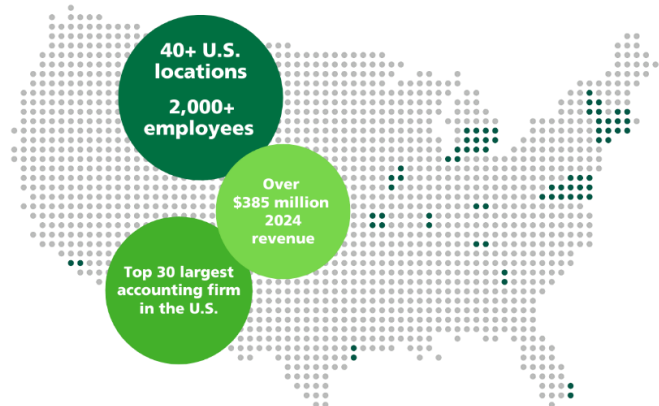 40+ U.S.
locations
2,000+
employees
Over
$385 million
2024
revenue
Top 30 largest
accounting firm
in the U.S.